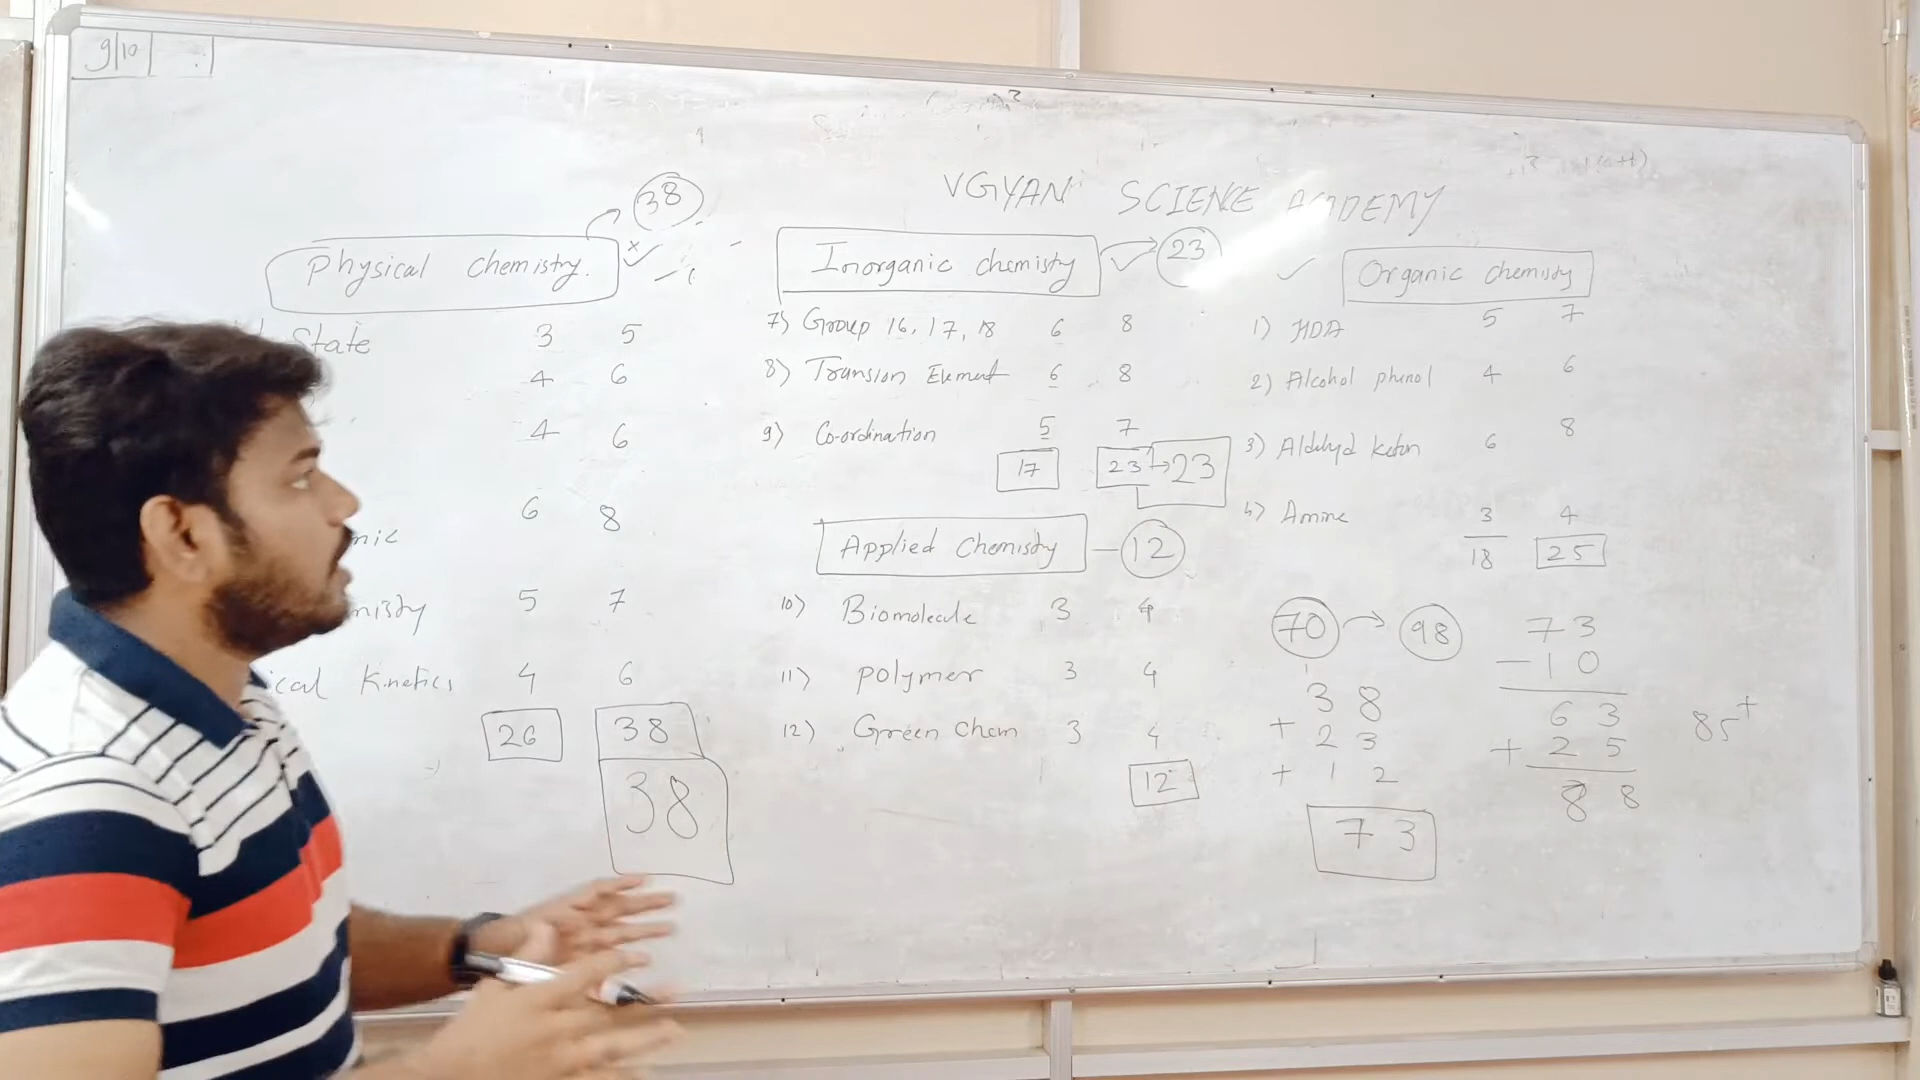 9|10
VGYAN SCIENCE ACADEMY
38
Physical chemistry.
State 3 5
4 6
4 6
6 8
mic
mistry 5 7
ical Kinetics 4 6
26 38
38
Inorganic chemistry 23
7) Group 16, 17, 18 6 8
8) Transion Element 6 8
9) Co-ordination 5 7
17 23 → 23
Applied Chemistry - 12
10) Biomolecule 3 4
11) polymer 3 4
12) Green Chem 3 4
12
Organic chemistry
1) HDA 5 7
2) Alcohol phenol 4 6
3) Aldehyd keton 6 8
4) Amine 3 4
18 25
70 → 98
1
38
+ 23
+ 12
73
73
- 10
63
+ 25
88
85+